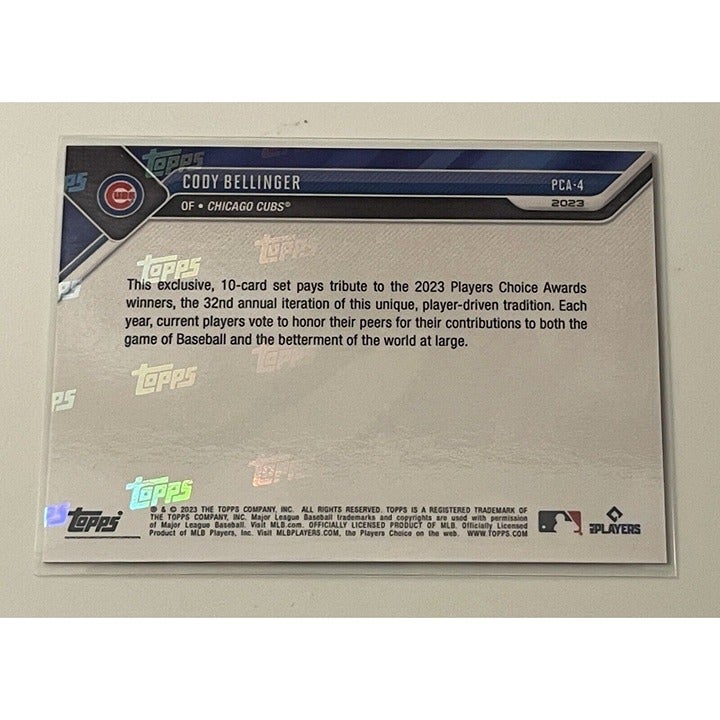 CODY BELLINGER
PCA-4
OF • CHICAGO CUBS®
2023
CUBS
TOPPS
PS
TOPPS
TOPPS
This exclusive, 10-card set pays tribute to the 2023 Players Choice Awards
winners, the 32nd annual iteration of this unique, player-driven tradition. Each
year, current players vote to honor their peers for their contributions to both the
game of Baseball and the betterment of the world at large.
TOPPS
TOPPS
PS
TOPPS
TOPPS
Topps®
® & © 2023 THE TOPPS COMPANY, INC. ALL RIGHTS RESERVED. TOPPS IS A REGISTERED TRADEMARK OF
THE TOPPS COMPANY, INC. Major League Baseball trademarks and copyrights are used with permission
of Major League Baseball. Visit MLB.com. OFFICIALLY LICENSED PRODUCT OF MLB. Officially Licensed
Product of MLB Players, Inc. Visit MLBPLAYERS.COM, the Players Choice on the web. WWW.TOPPS.COM
PLAYERS